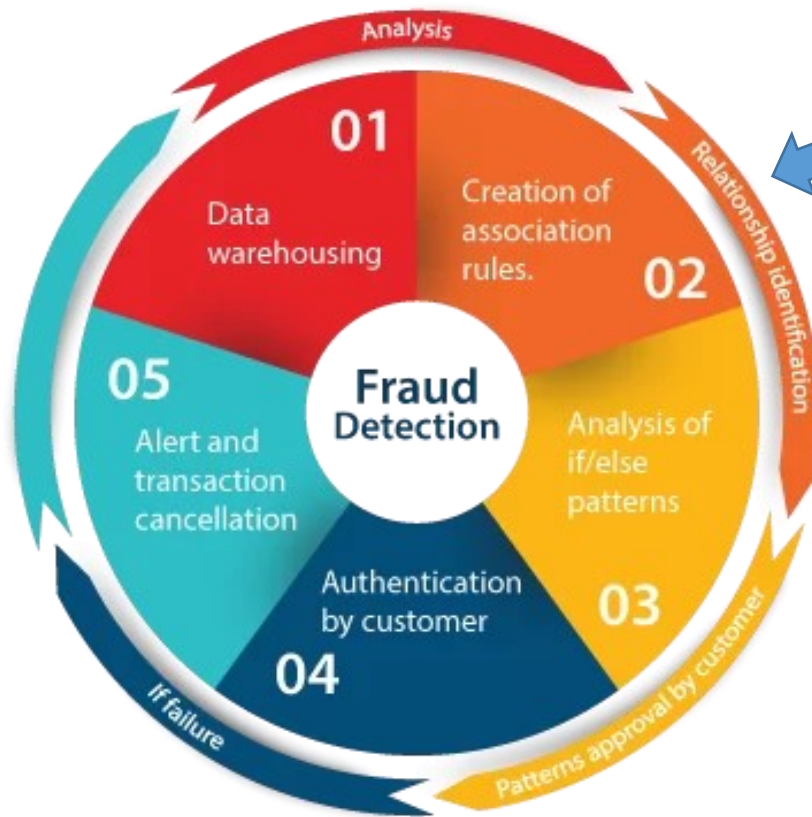 Analysis
01
Data
warehousing
Creation of
association
rules.
02
Relationship identification
Fraud
Detection
05
Alert and
transaction
cancellation
Analysis of
if/else
patterns
03
Authentication
by customer
04
If failure
Patterns approval by customer